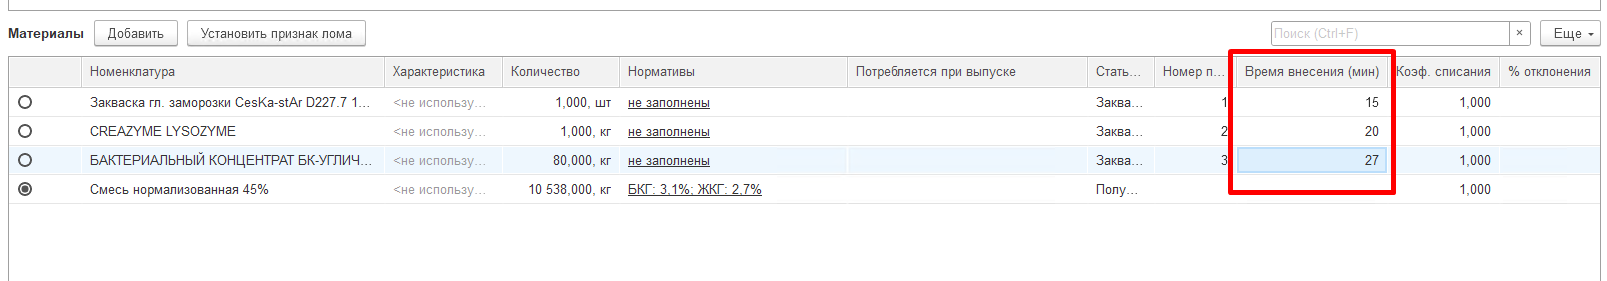 Материалы Добавить Установить признак лома Поиск (Ctrl+F) × Еще
Номенклатура Характеристика Количество Нормативы Потребляется при выпуске Стать... Номер п... Время внесения (мин) Коэф. списания % отклонения
Закваска гл. заморозки CesKa-stAr D227.7 1... <не использу... 1,000, шт не заполнены Заква... 1 15 1,000
CREAZYME LYSOZYME <не использу... 1,000, кг не заполнены Заква... 2 20 1,000
БАКТЕРИАЛЬНЫЙ КОНЦЕНТРАТ БК-УГЛИЧ... <не использу... 80,000, кг не заполнены Заква... 3 27 1,000
Смесь нормализованная 45% <не использу... 10 538,000, кг БКГ: 3,1%; ЖКГ: 2,7% Полу... 1,000